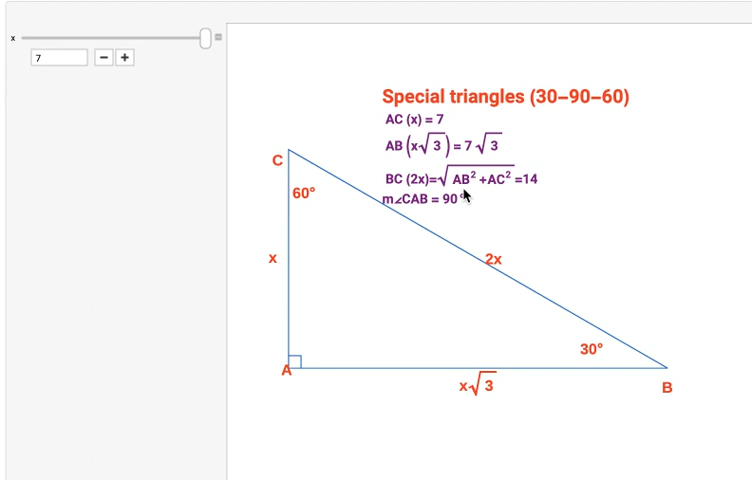 x
7
Special triangles (30–90–60)
AC (x) = 7
AB (x√3) = 7√3
BC (2x)=√AB² +AC² =14
m∠CAB = 90°
C
60°
x
2x
30°
A
x√3
B